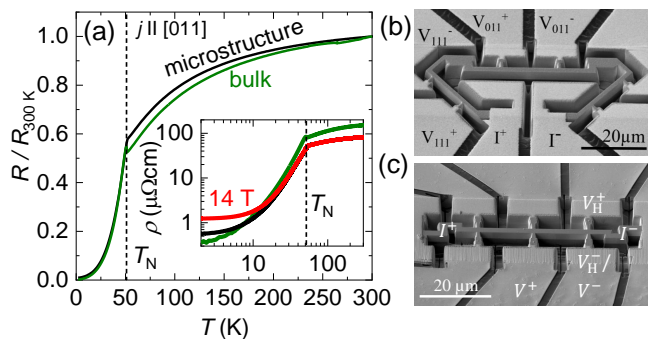 (a)
j || [011]
microstructure
bulk
R / R300 K
1.0
0.8
0.6
0.4
0.2
0.0
0
50
100
150
200
250
300
T (K)
TN
ρ (μΩcm)
100
10
1
14 T
TN
10
100
(b)
V011+
V011-
V111-
V111+
I+
I-
20μm
(c)
VH+
I+
I-
VH-/
20 μm
V+
V-